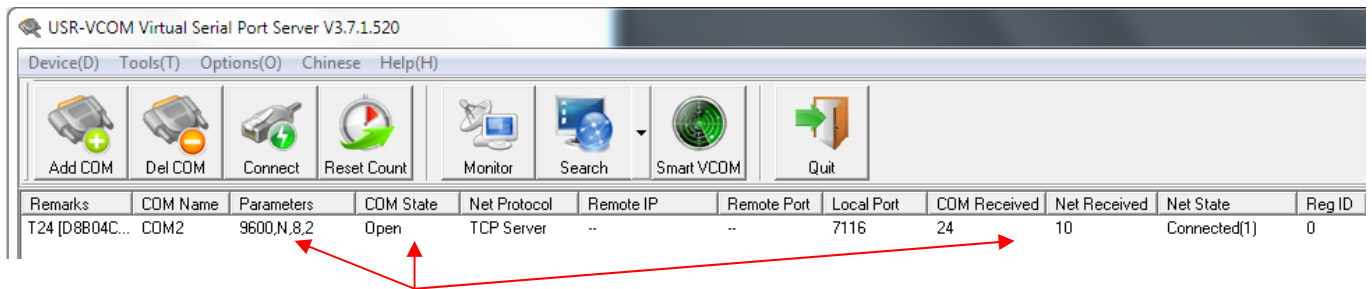 USR-VCOM Virtual Serial Port Server V3.7.1.520
Device(D) Tools(T) Options(O) Chinese Help(H)
Add COM Del COM Connect Reset Count Monitor Search Smart VCOM Quit
Remarks COM Name Parameters COM State Net Protocol Remote IP Remote Port Local Port COM Received Net Received Net State Reg ID
T24 [D8B04C... COM2 9600,N,8,2 Open TCP Server -- -- 7116 24 10 Connected(1) 0